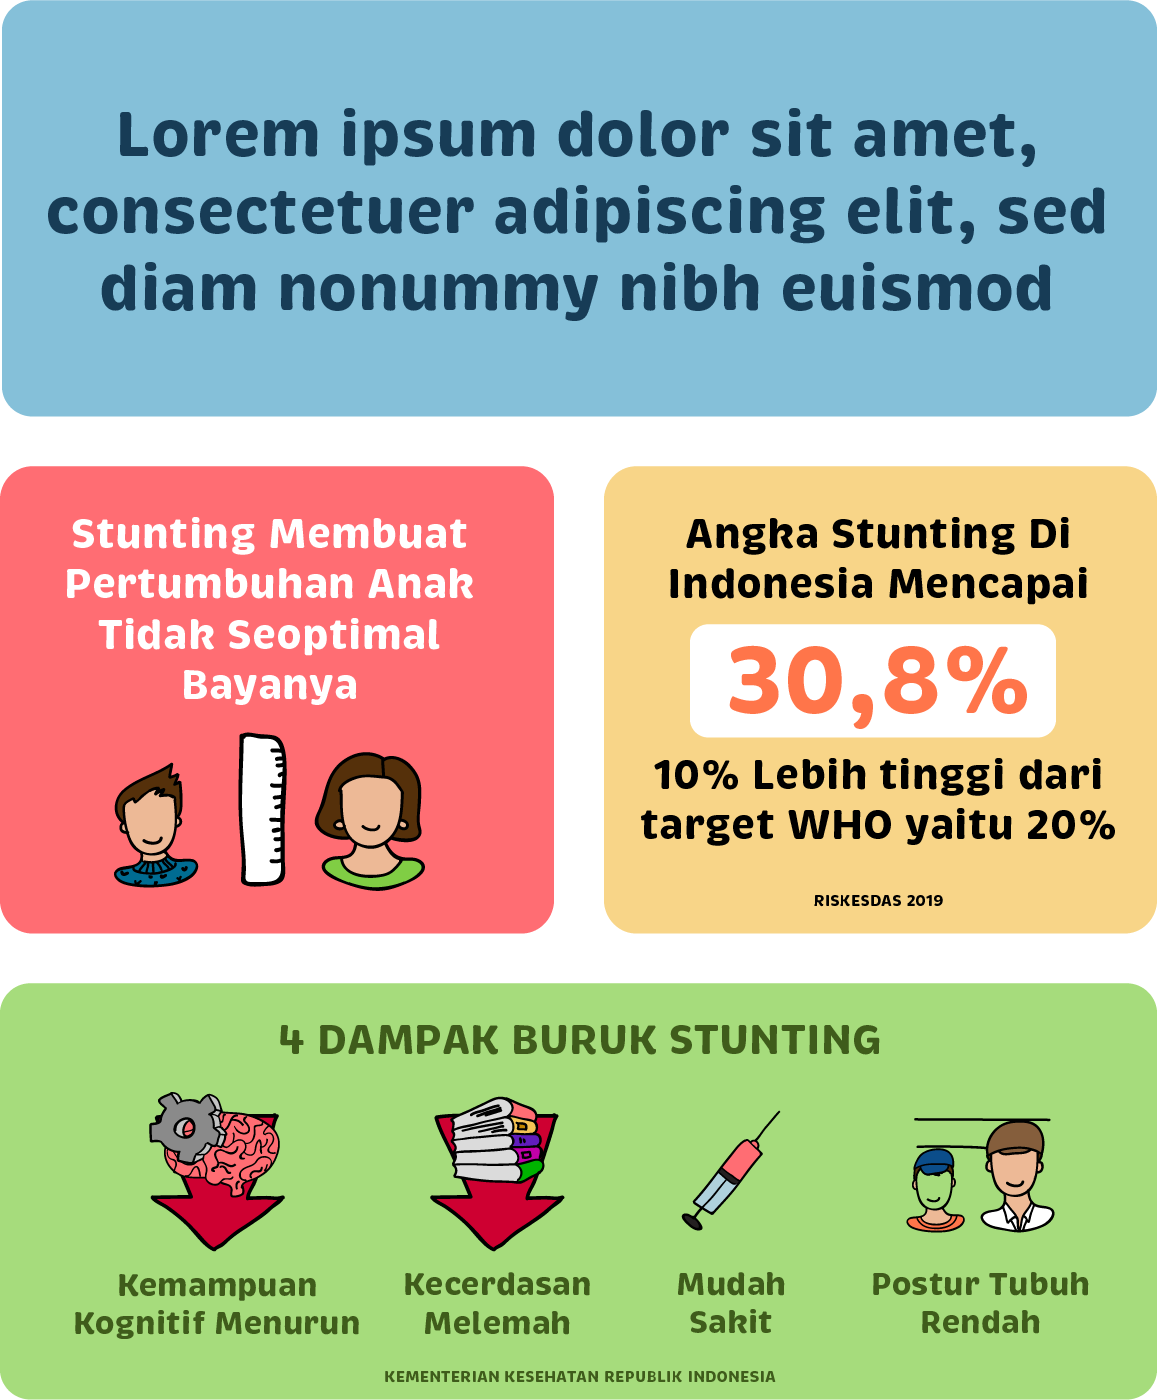 Lorem ipsum dolor sit amet,
consectetuer adipiscing elit, sed
diam nonummy nibh euismod
Stunting Membuat
Pertumbuhan Anak
Tidak Seoptimal
Bayanya
Angka Stunting Di
Indonesia Mencapai
30,8%
10% Lebih tinggi dari
target WHO yaitu 20%
RISKESDAS 2019
4 DAMPAK BURUK STUNTING
Kemampuan
Kognitif Menurun
Kecerdasan
Melemah
Mudah
Sakit
Postur Tubuh
Rendah
KEMENTERIAN KESEHATAN REPUBLIK INDONESIA